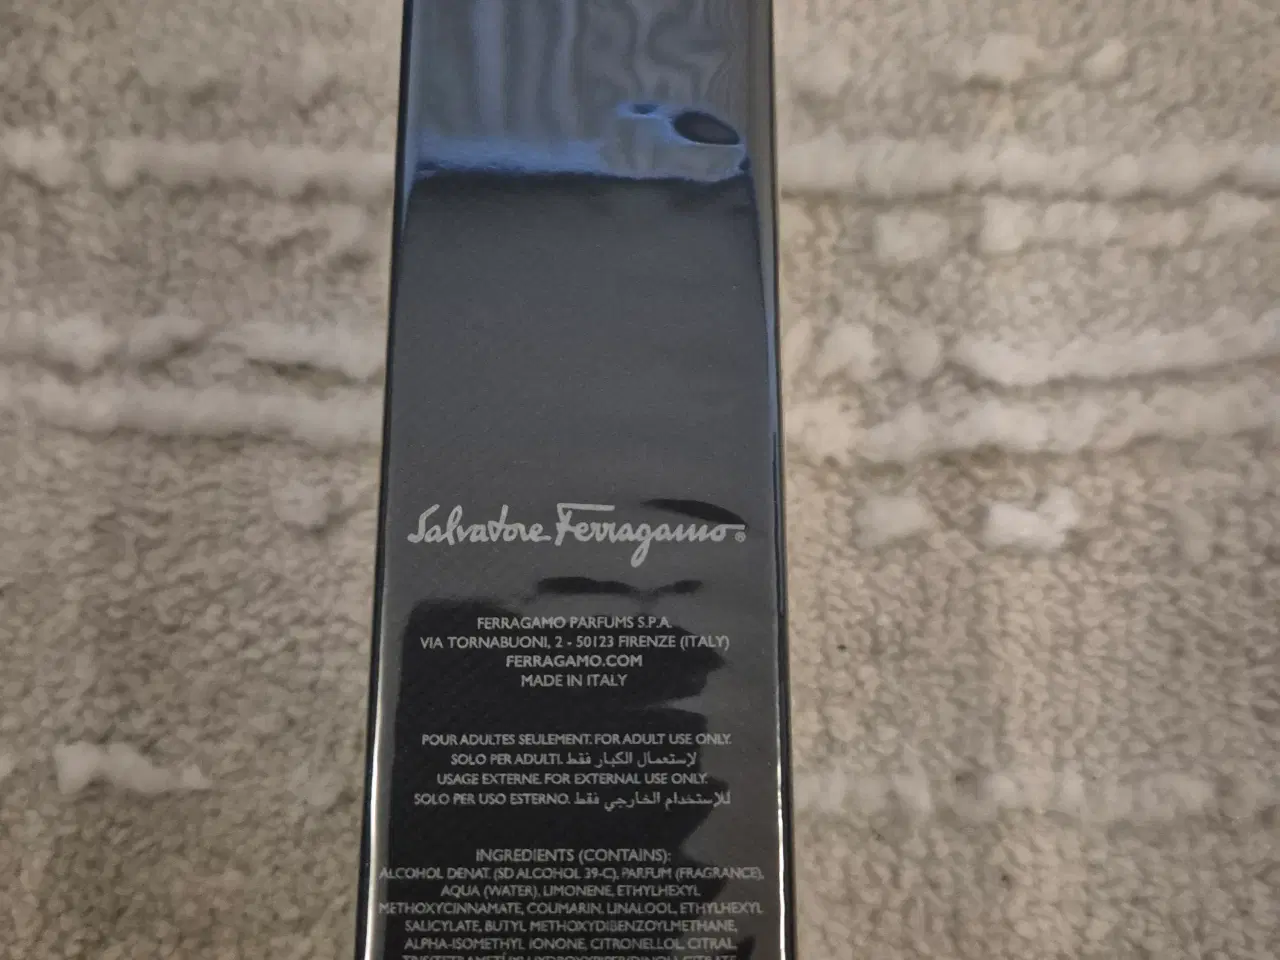 Salvatore Ferragamo®
FERRAGAMO PARFUMS S.P.A.
VIA TORNABUONI, 2 - 50123 FIRENZE (ITALY)
FERRAGAMO.COM
MADE IN ITALY
POUR ADULTES SEULEMENT. FOR ADULT USE ONLY.
SOLO PER ADULTI. لإستعمال الكبار فقط
USAGE EXTERNE. FOR EXTERNAL USE ONLY.
SOLO PER USO ESTERNO. للإستخدام الخارجي فقط
INGREDIENTS (CONTAINS):
ALCOHOL DENAT. (SD ALCOHOL 39-C), PARFUM (FRAGRANCE),
AQUA (WATER), LIMONENE, ETHYLHEXYL
METHOXYCINNAMATE, COUMARIN, LINALOOL, ETHYLHEXYL
SALICYLATE, BUTYL METHOXYDIBENZOYLMETHANE,
ALPHA-ISOMETHYL IONONE, CITRONELLOL, CITRAL,